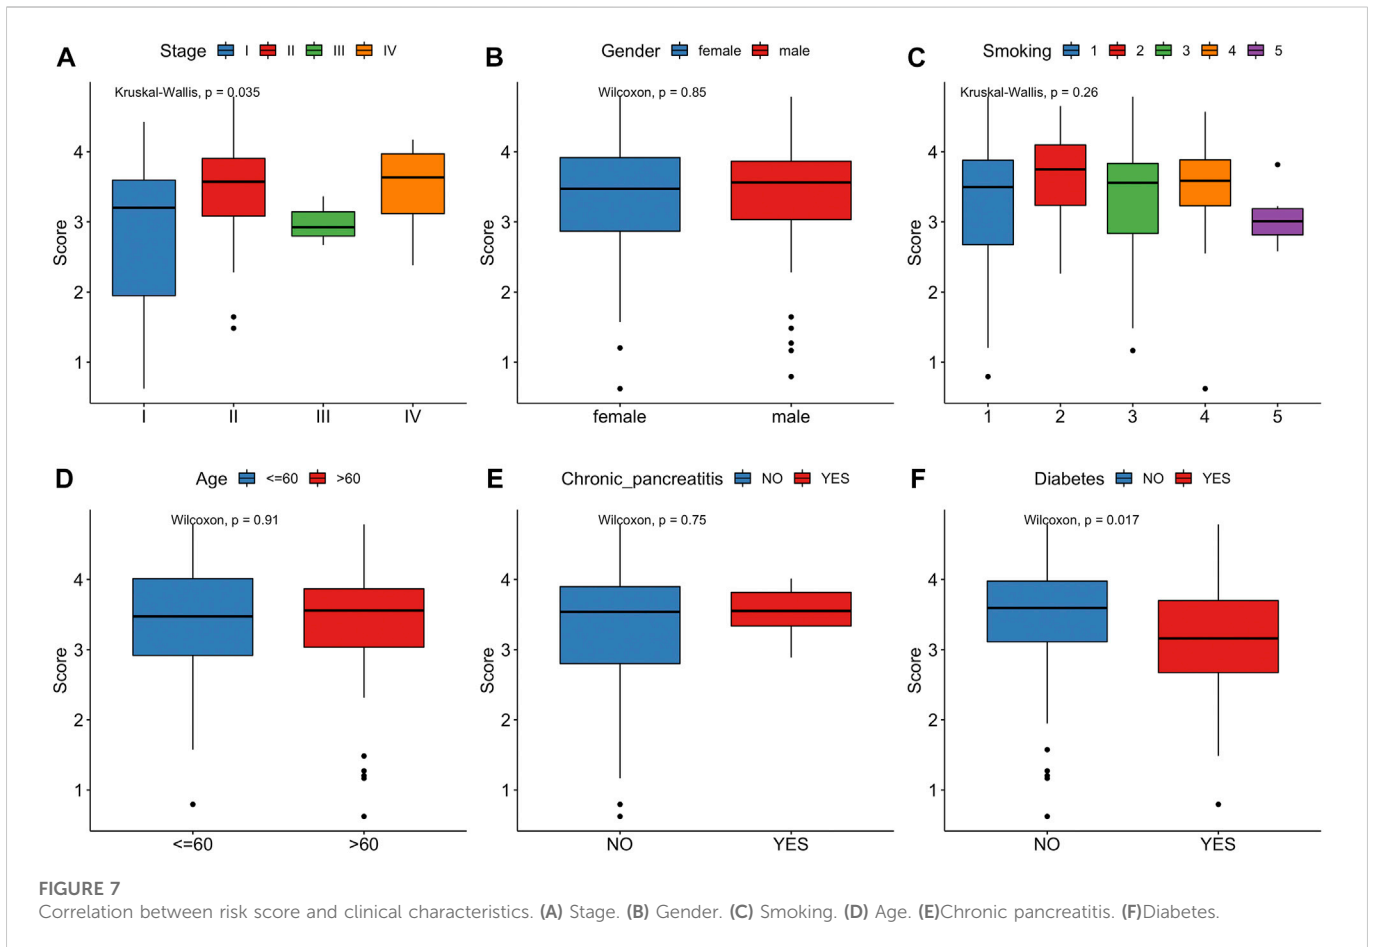 A Stage I II III IV
Kruskal-Wallis, p = 0.035
Score
4
3
2
1
I II III IV
B Gender female male
Wilcoxon, p = 0.85
Score
4
3
2
1
female male
C Smoking 1 2 3 4 5
Kruskal-Wallis, p = 0.26
Score
4
3
2
1
1 2 3 4 5
D Age <=60 >60
Wilcoxon, p = 0.91
Score
4
3
2
1
<=60 >60
E Chronic_pancreatitis NO YES
Wilcoxon, p = 0.75
Score
4
3
2
1
NO YES
F Diabetes NO YES
Wilcoxon, p = 0.017
Score
4
3
2
1
NO YES
FIGURE 7
Correlation between risk score and clinical characteristics. (A) Stage. (B) Gender. (C) Smoking. (D) Age. (E)Chronic pancreatitis. (F)Diabetes.